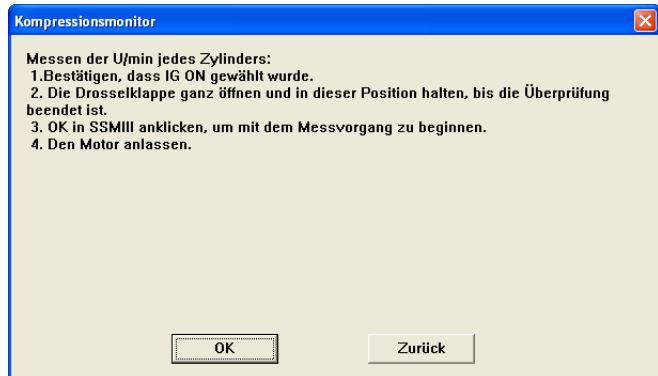 Kompressionsmonitor
Messen der U/min jedes Zylinders:
1.Bestätigen, dass IG ON gewählt wurde.
2. Die Drosselklappe ganz öffnen und in dieser Position halten, bis die Überprüfung
beendet ist.
3. OK in SSMIII anklicken, um mit dem Messvorgang zu beginnen.
4. Den Motor anlassen.
OK
Zurück